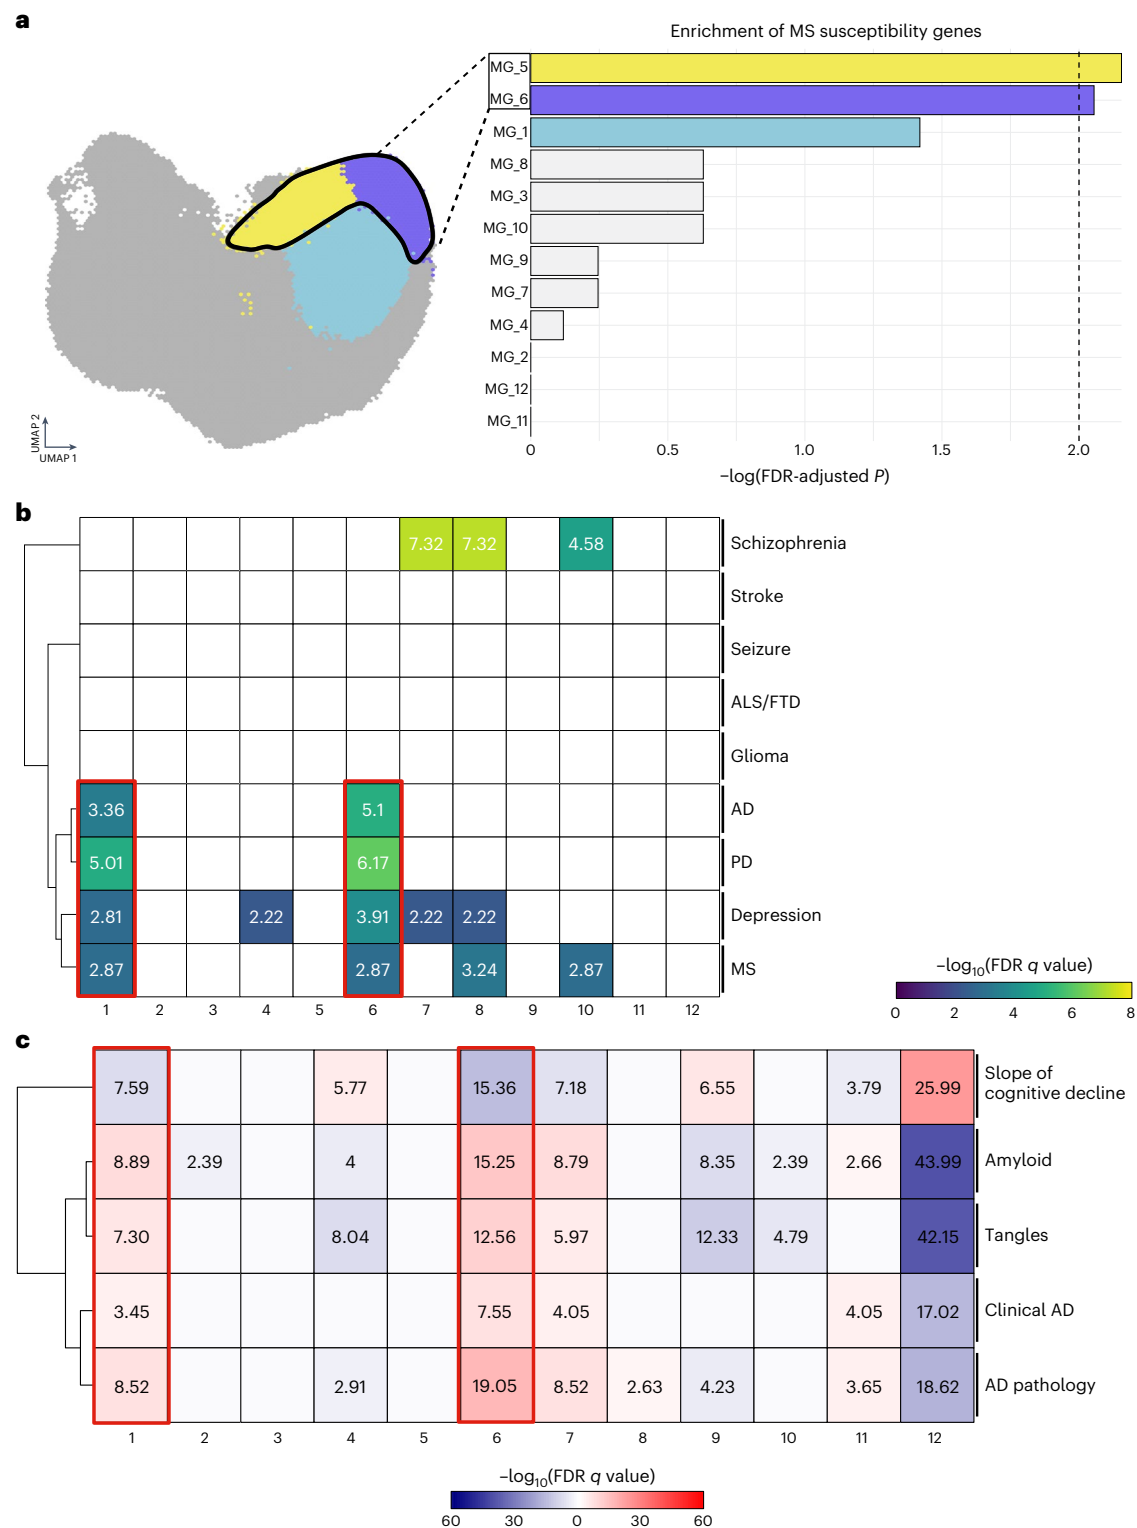 a
Enrichment of MS susceptibility genes
MG_5
MG_6
MG_1
MG_8
MG_3
MG_10
MG_9
MG_7
MG_4
MG_2
MG_12
MG_11
0 0.5 1.0 1.5 2.0
−log(FDR-adjusted P)
UMAP 2
UMAP 1
b
7.32 7.32 4.58 Schizophrenia
Stroke
Seizure
ALS/FTD
Glioma
3.36 5.1 AD
5.01 6.17 PD
2.81 2.22 3.91 2.22 2.22 Depression
2.87 2.87 3.24 2.87 MS
1 2 3 4 5 6 7 8 9 10 11 12
−log10(FDR q value)
0 2 4 6 8
c
7.59 5.77 15.36 7.18 6.55 3.79 25.99 Slope of
cognitive decline
8.89 2.39 4 15.25 8.79 8.35 2.39 2.66 43.99 Amyloid
7.30 8.04 12.56 5.97 12.33 4.79 42.15 Tangles
3.45 7.55 4.05 4.05 17.02 Clinical AD
8.52 2.91 19.05 8.52 2.63 4.23 3.65 18.62 AD pathology
1 2 3 4 5 6 7 8 9 10 11 12
−log10(FDR q value)
60 30 0 30 60